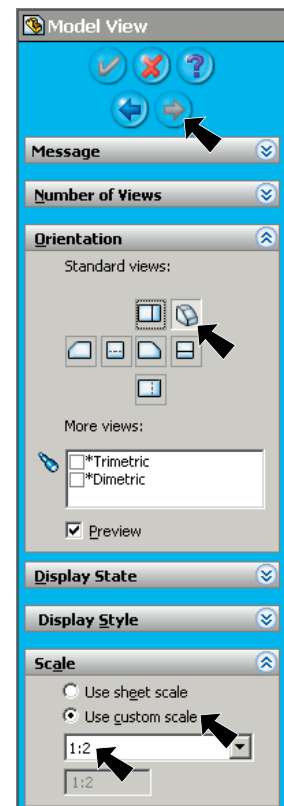 Model View
?
Message
Number of Views
Orientation
Standard views:
More views:
*Trimetric
*Dimetric
Preview
Display State
Display Style
Scale
Use sheet scale
Use custom scale
1:2
1:2